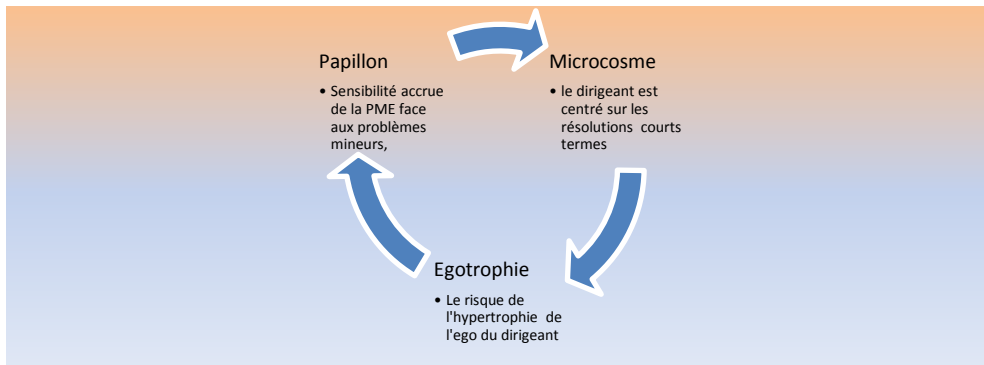 Papillon
• Sensibilité accrue
de la PME face
aux problèmes
mineurs,
Microcosme
• le dirigeant est
centré sur les
résolutions courts
termes
Egotrophie
• Le risque de
l'hypertrophie de
l'ego du dirigeant